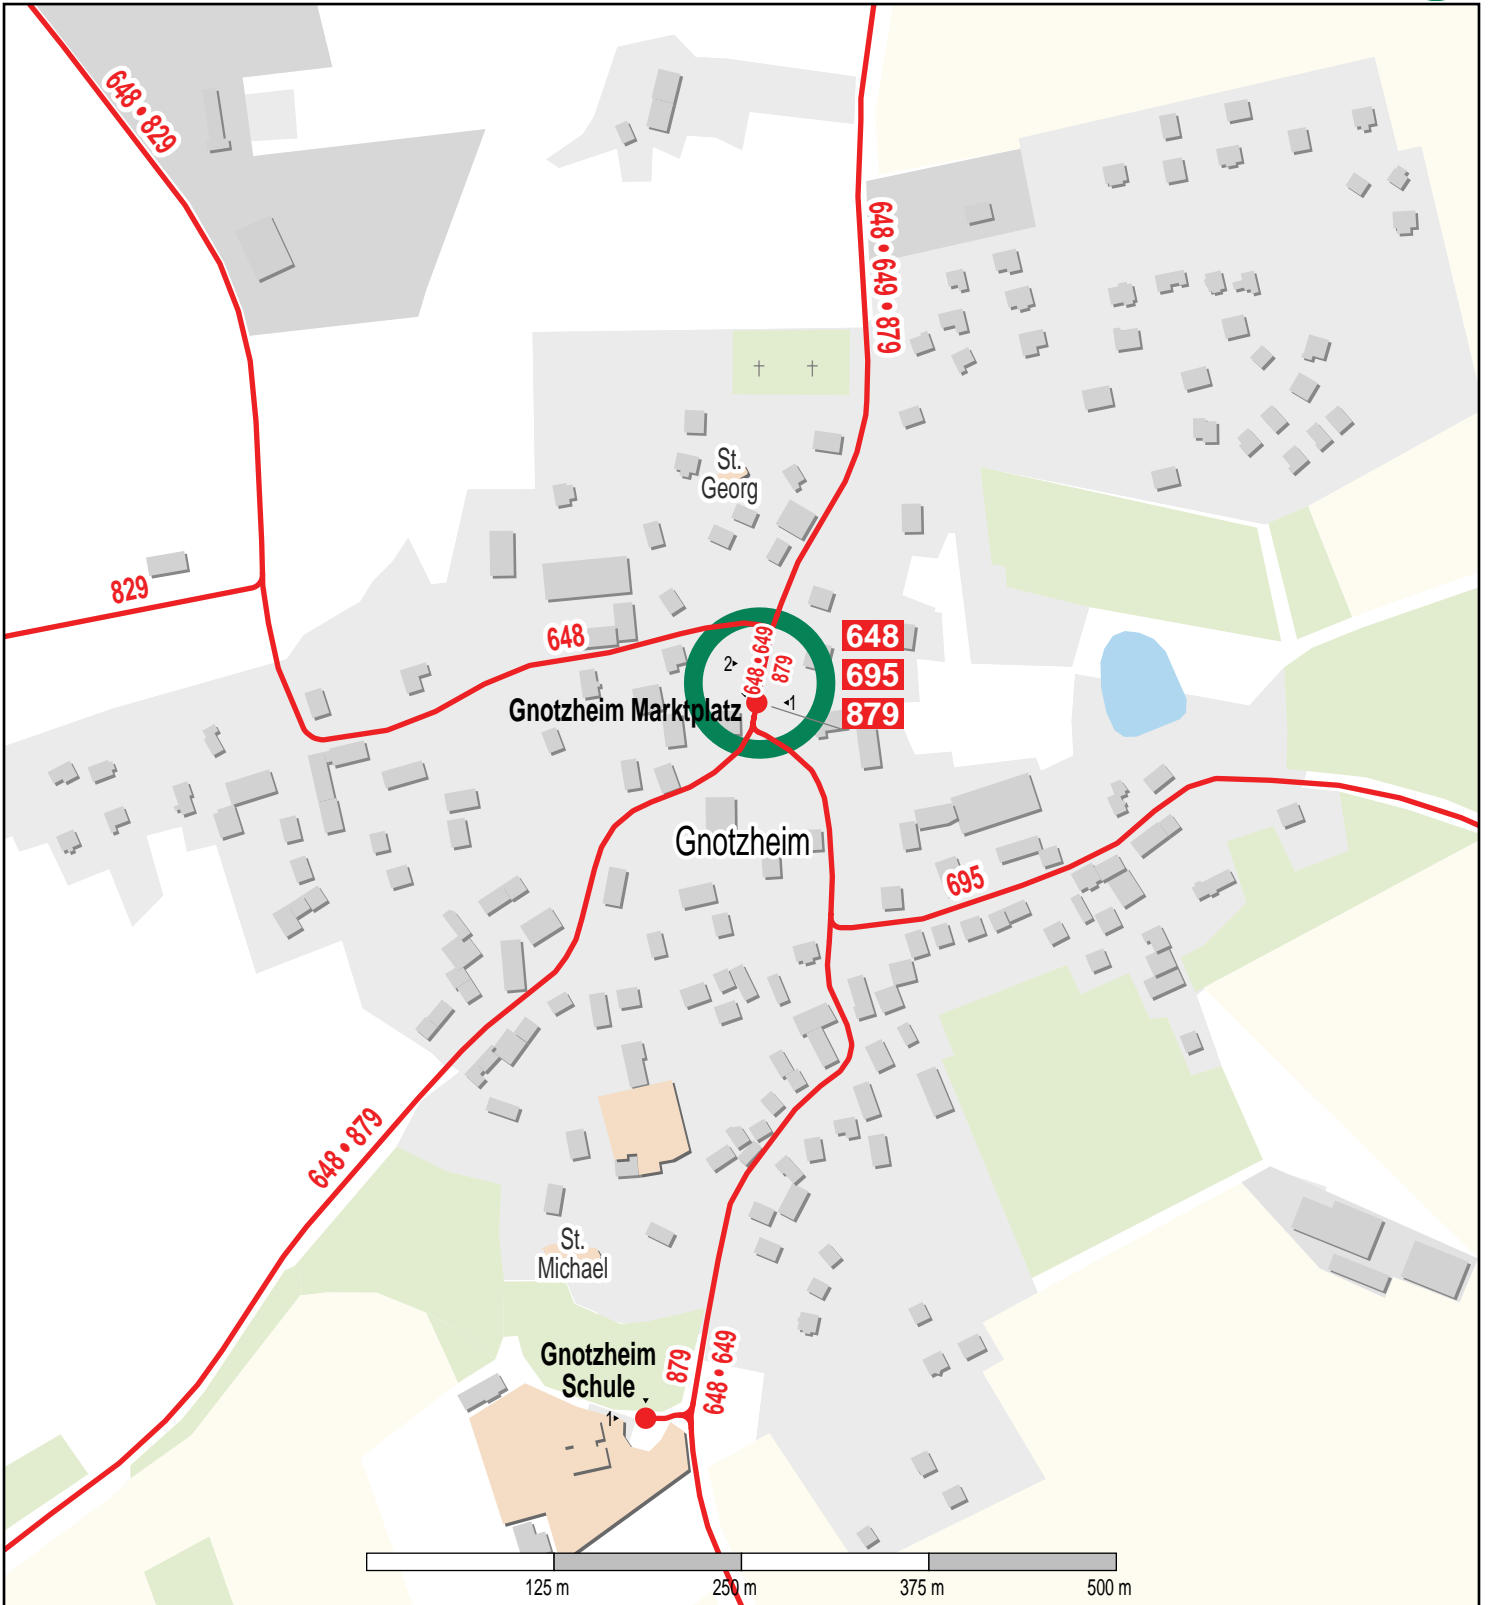 648 • 829
648 • 649 • 879
St.
Georg
829
648
648 • 649
879
2
1
648
695
879
Gnotzheim Marktplatz
Gnotzheim
695
648 • 879
St.
Michael
Gnotzheim
Schule
879
648 • 649
1
125 m
250 m
375 m
500 m